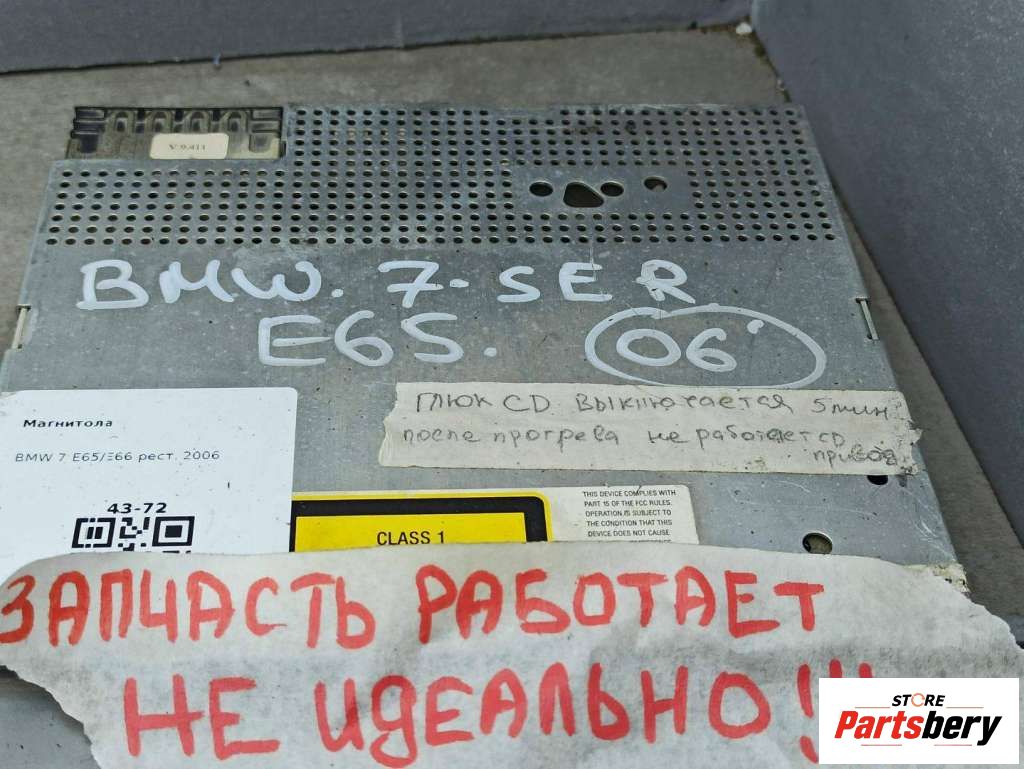 V 9.411
BMW. 7-SER
E65. 06'
ГЛЮК CD. ВЫКЛЮЧАЕТСЯ 5 мин.
после прогрева не работает CD
привод
Магнитола
BMW 7 E65/E66 рест. 2006
43-72
CLASS 1
THIS DEVICE COMPLIES WITH
PART 15 OF THE FCC RULES.
OPERATION IS SUBJECT TO
THE CONDITION THAT THIS
DEVICE DOES NOT CAUSE
ЗАПЧАСТЬ РАБОТАЕТ
НЕ ИДЕАЛЬНО!!!
STORE
Partsbery